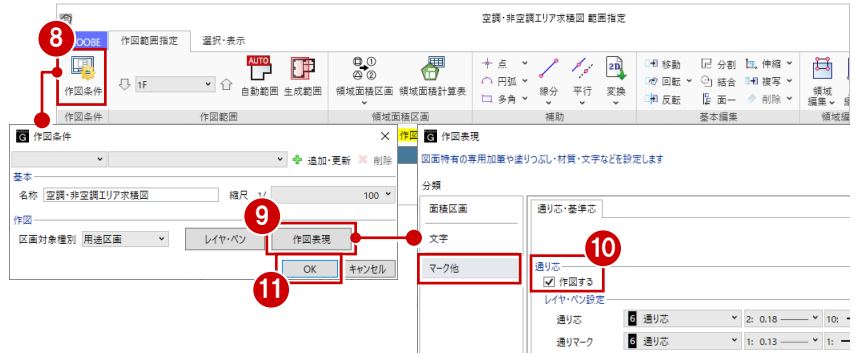 空調・非空調エリア求積図 範囲指定
8
OOBE 作図範囲指定 選択・表示
作図条件
1F
AUTO
自動範囲 生成範囲
領域面積区画 領域面積計算表
点
円弧
多角
線分 平行 変換
移動 分割 伸縮
回転 結合 複写
反転 面一 削除
領域
編集
作図条件 作図範囲 領域面積区画 補助 基本編集
作図条件
追加・更新 削除
基本
名称 空調・非空調エリア求積図 縮尺 1/ 100
作図
区画対象種別 用途区画 レイヤ・ペン 作図表現
9
OK キャンセル
11
作図表現
図面特有の専用加筆や塗りつぶし・材質・文字などを設定します
分類
面積区画
文字
マーク他
通り芯・基準芯
10
通り芯
作図する
レイヤ・ペン設定
通り芯 6 通り芯 2: 0.18 10:
通りマーク 6 通り芯 1: 0.13 1: